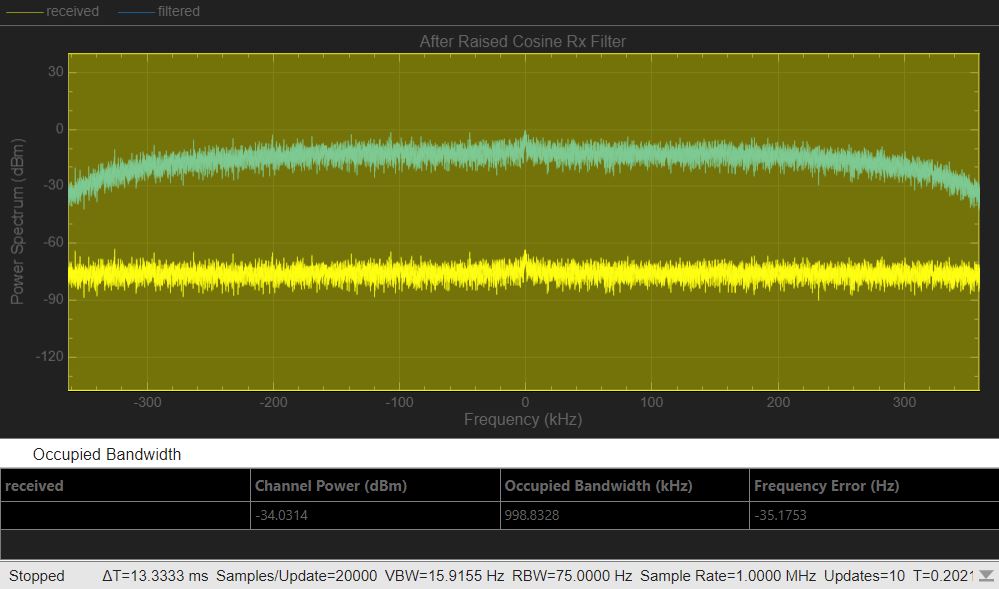 received filtered
After Raised Cosine Rx Filter
Power Spectrum (dBm)
30
0
-30
-60
-90
-120
-300 -200 -100 0 100 200 300
Frequency (kHz)
Occupied Bandwidth
received Channel Power (dBm) Occupied Bandwidth (kHz) Frequency Error (Hz)
-34.0314 998.8328 -35.1753
Stopped ΔT=13.3333 ms Samples/Update=20000 VBW=15.9155 Hz RBW=75.0000 Hz Sample Rate=1.0000 MHz Updates=10 T=0.2021